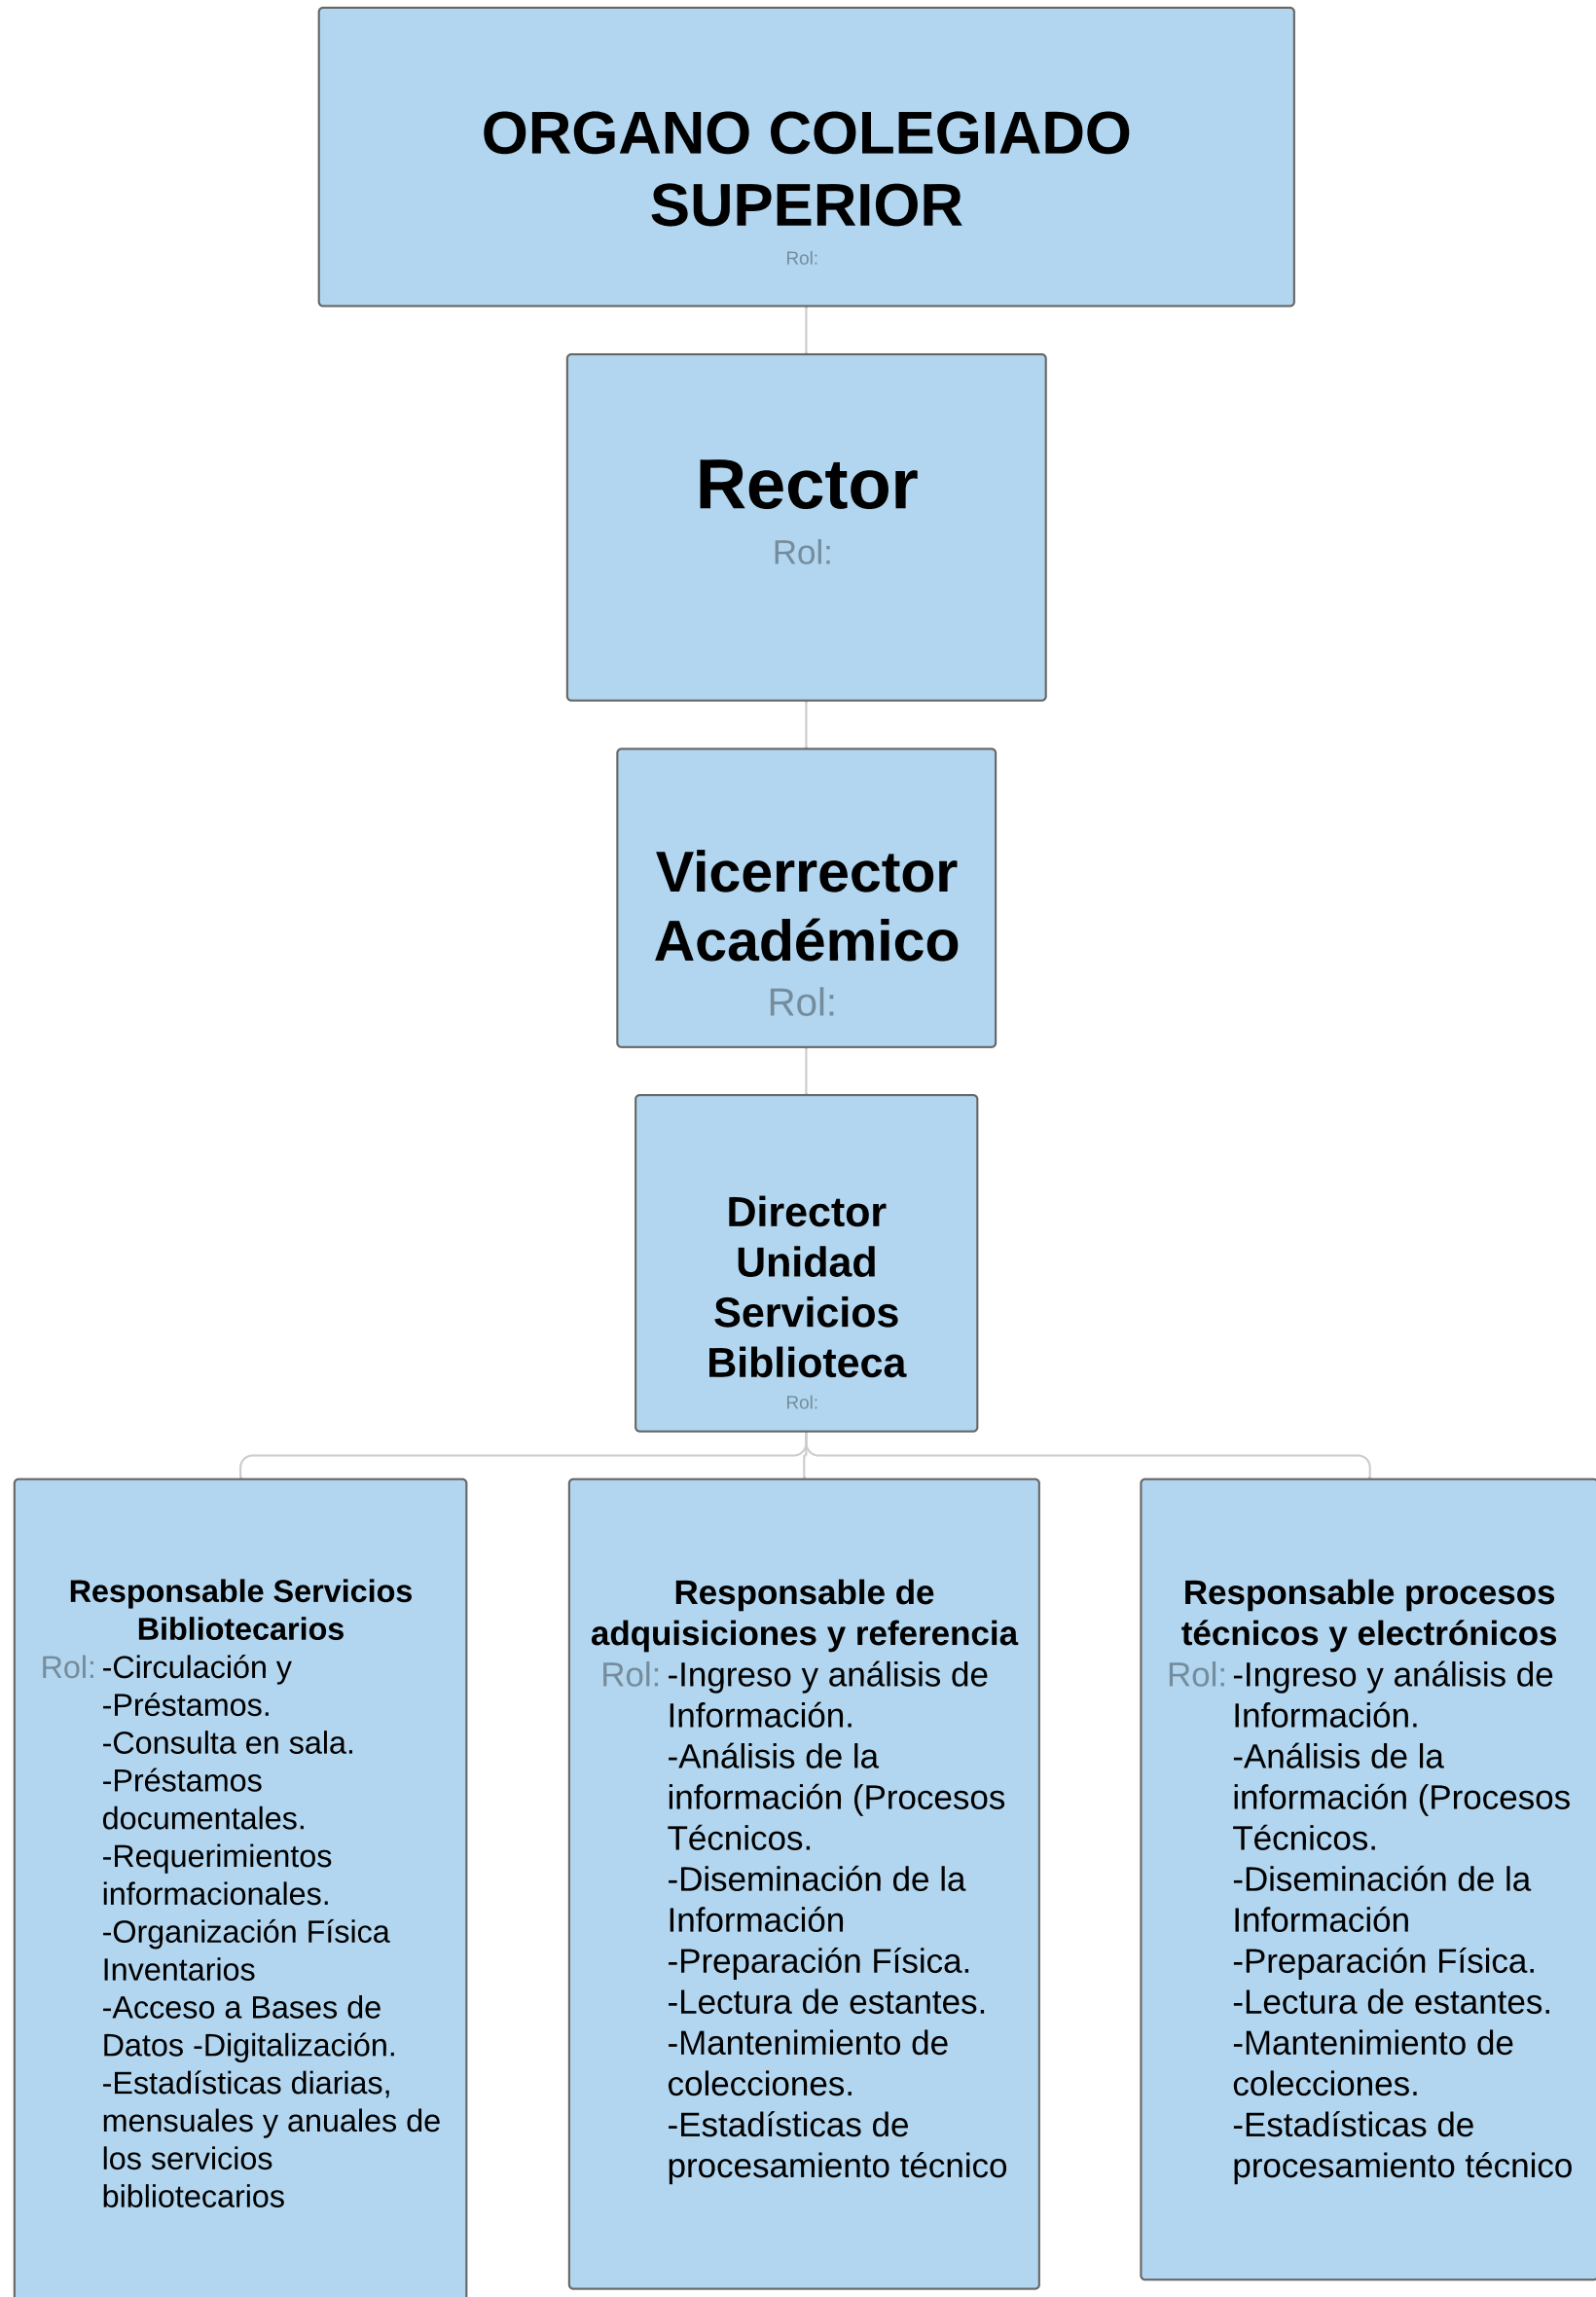 ORGANO COLEGIADO
SUPERIOR
Rol:
Rector
Rol:
Vicerrector
Académico
Rol:
Director
Unidad
Servicios
Biblioteca
Rol:
Responsable Servicios
Bibliotecarios
Rol: -Circulación y
-Préstamos.
-Consulta en sala.
-Préstamos
documentales.
-Requerimientos
informacionales.
-Organización Física
Inventarios
-Acceso a Bases de
Datos -Digitalización.
-Estadísticas diarias,
mensuales y anuales de
los servicios
bibliotecarios
Responsable de
adquisiciones y referencia
Rol: -Ingreso y análisis de
Información.
-Análisis de la
información (Procesos
Técnicos.
-Diseminación de la
Información
-Preparación Física.
-Lectura de estantes.
-Mantenimiento de
colecciones.
-Estadísticas de
procesamiento técnico
Responsable procesos
técnicos y electrónicos
Rol: -Ingreso y análisis de
Información.
-Análisis de la
información (Procesos
Técnicos.
-Diseminación de la
Información
-Preparación Física.
-Lectura de estantes.
-Mantenimiento de
colecciones.
-Estadísticas de
procesamiento técnico